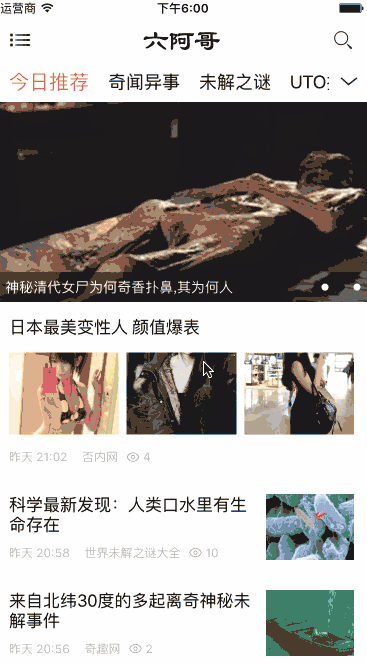 运营商 下午6:00
六阿哥
今日推荐 奇闻异事 未解之谜 UTO
神秘清代女尸为何奇香扑鼻,其为何人
日本最美变性人 颜值爆表
昨天 21:02 否内网 4
科学最新发现：人类口水里有生
命存在
昨天 20:58 世界未解之谜大全 10
来自北纬30度的多起离奇神秘未
解事件
昨天 20:56 奇趣网 2